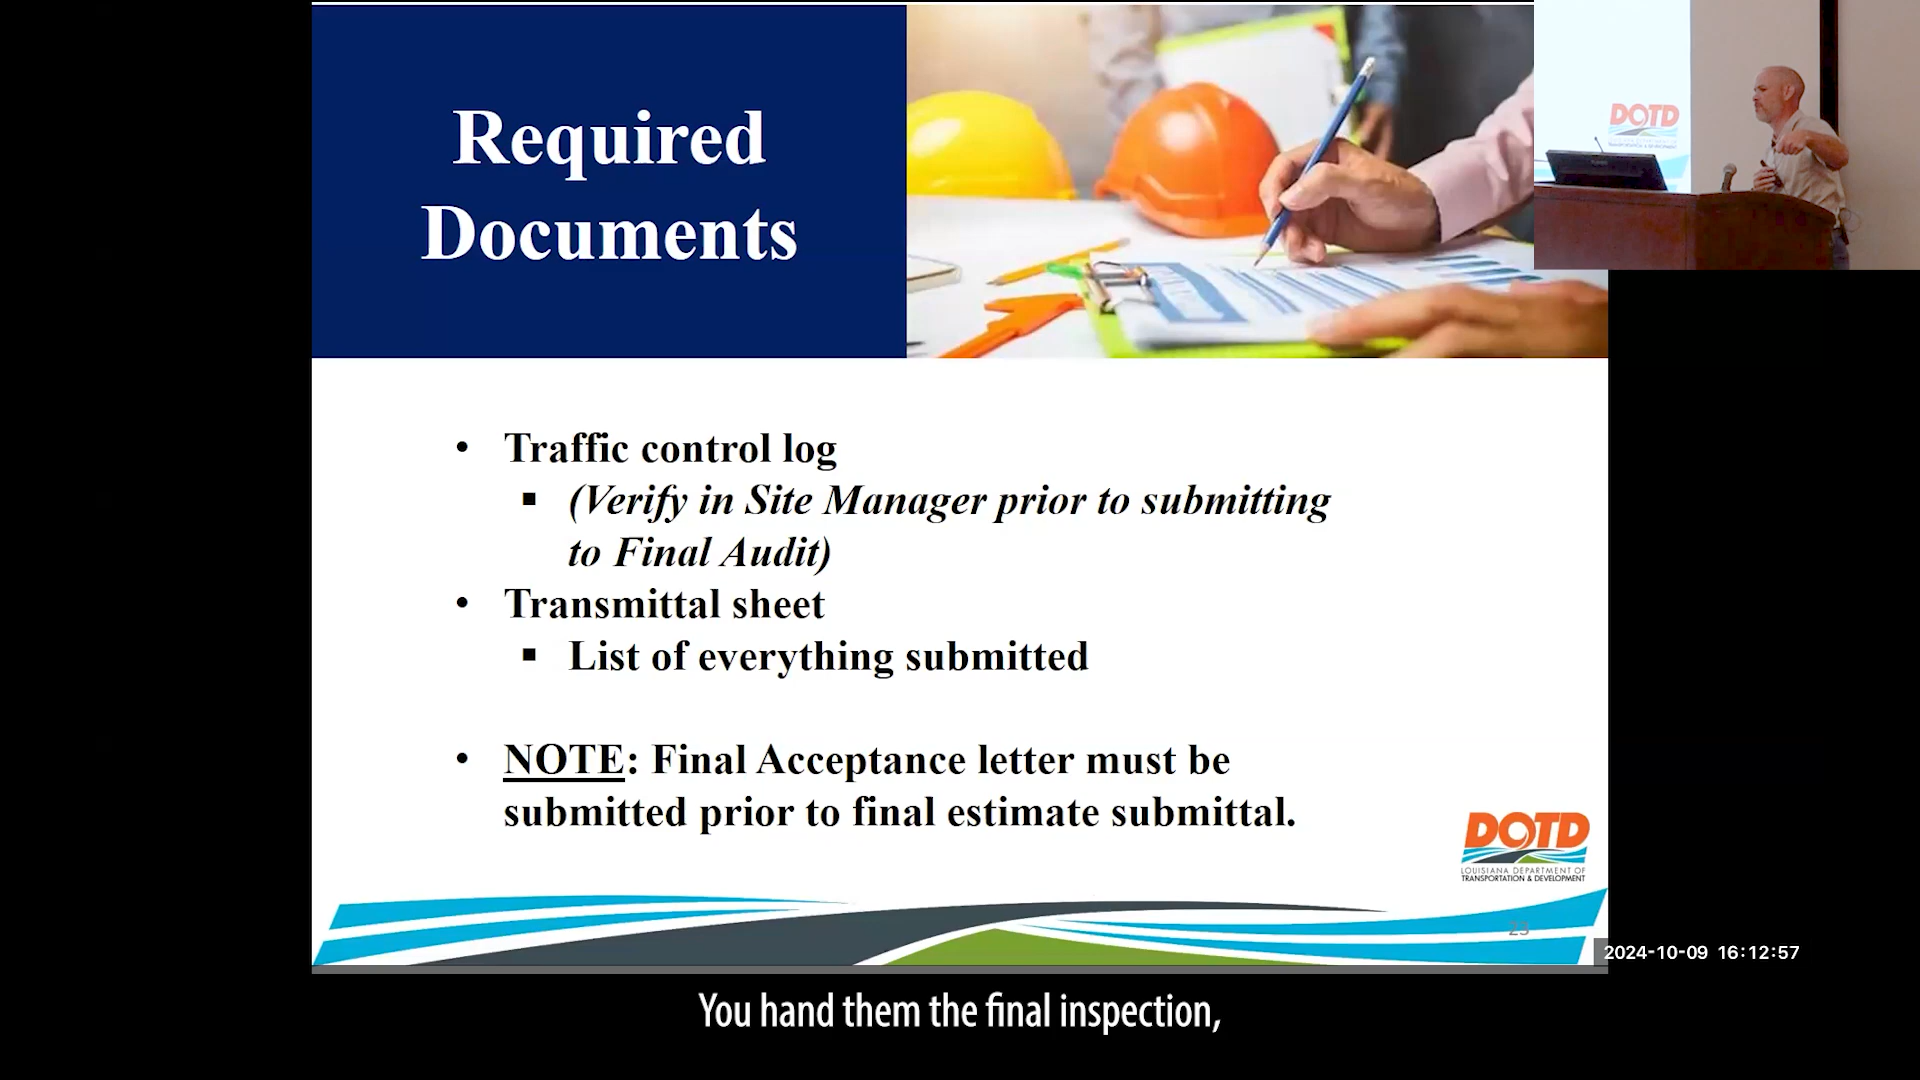 Required
Documents
DOTD
• Traffic control log
▪ (Verify in Site Manager prior to submitting
to Final Audit)
• Transmittal sheet
▪ List of everything submitted
• NOTE: Final Acceptance letter must be
submitted prior to final estimate submittal.
DOTD
LOUISIANA DEPARTMENT OF
TRANSPORTATION & DEVELOPMENT
23
2024-10-09 16:12:57
You hand them the final inspection,